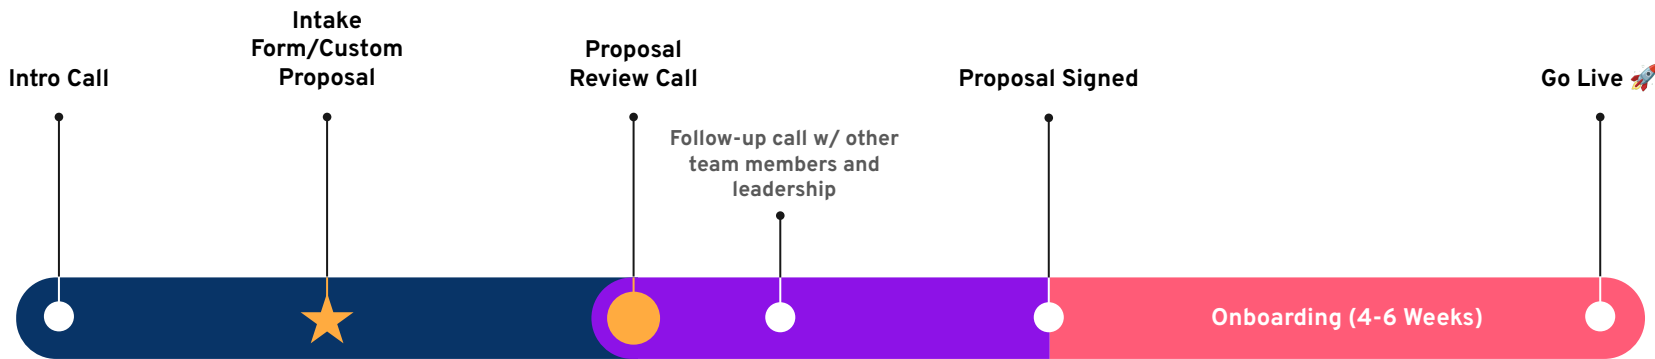 Intro Call
Intake
Form/Custom
Proposal
Proposal
Review Call
Follow-up call w/ other
team members and
leadership
Proposal Signed
Go Live 🚀
Onboarding (4-6 Weeks)